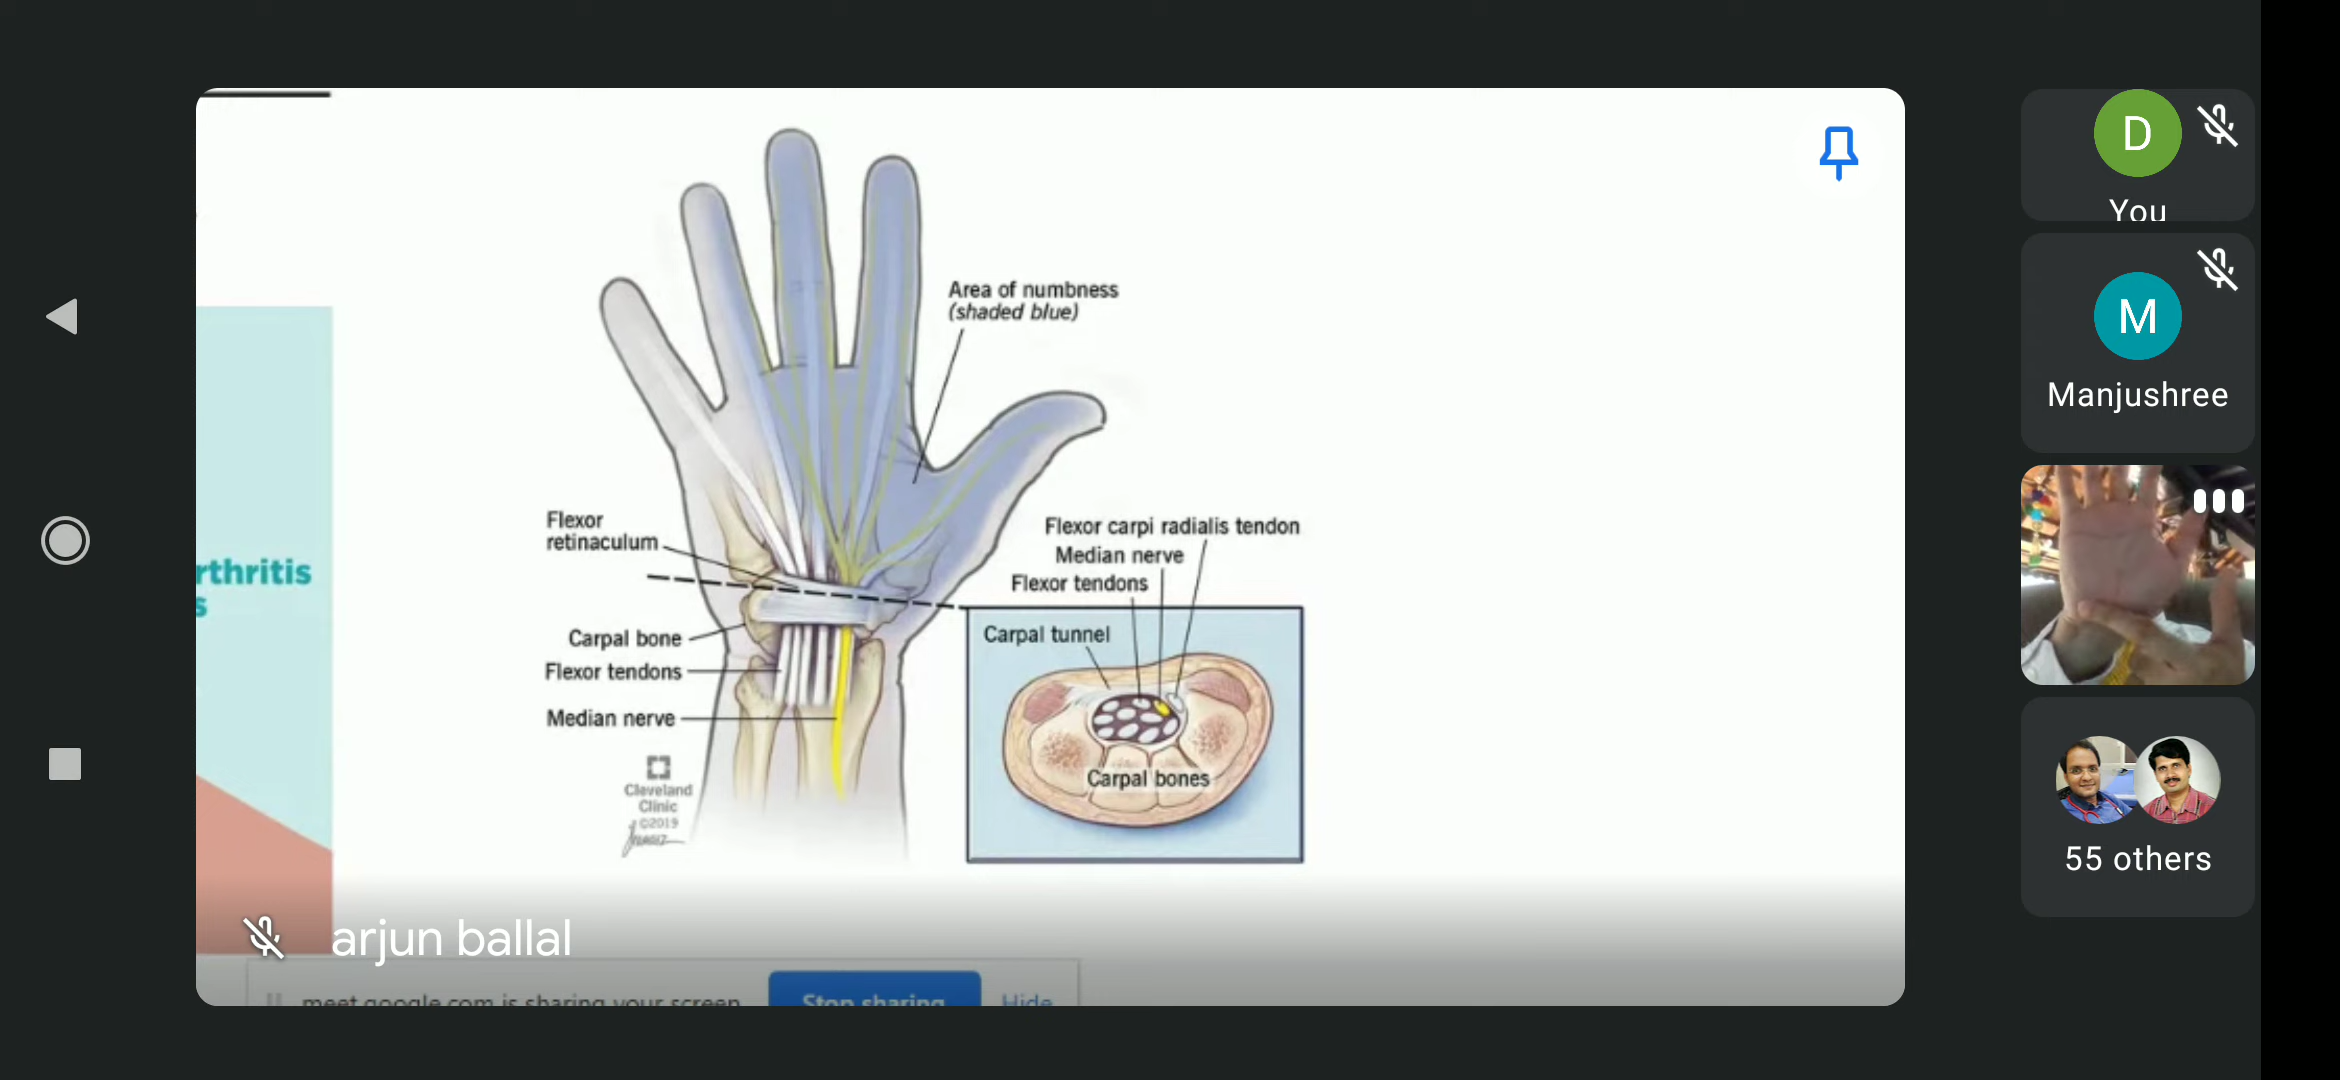 Area of numbness
(shaded blue)
Flexor
retinaculum
Flexor carpi radialis tendon
Median nerve
Flexor tendons
rthritis
s
Carpal tunnel
Carpal bone
Flexor tendons
Median nerve
Carpal bones
Cleveland
Clinic
©2019
arjun ballal
meet.google.com is sharing your screen.
Stop sharing
Hide
D
You
M
Manjushree
55 others